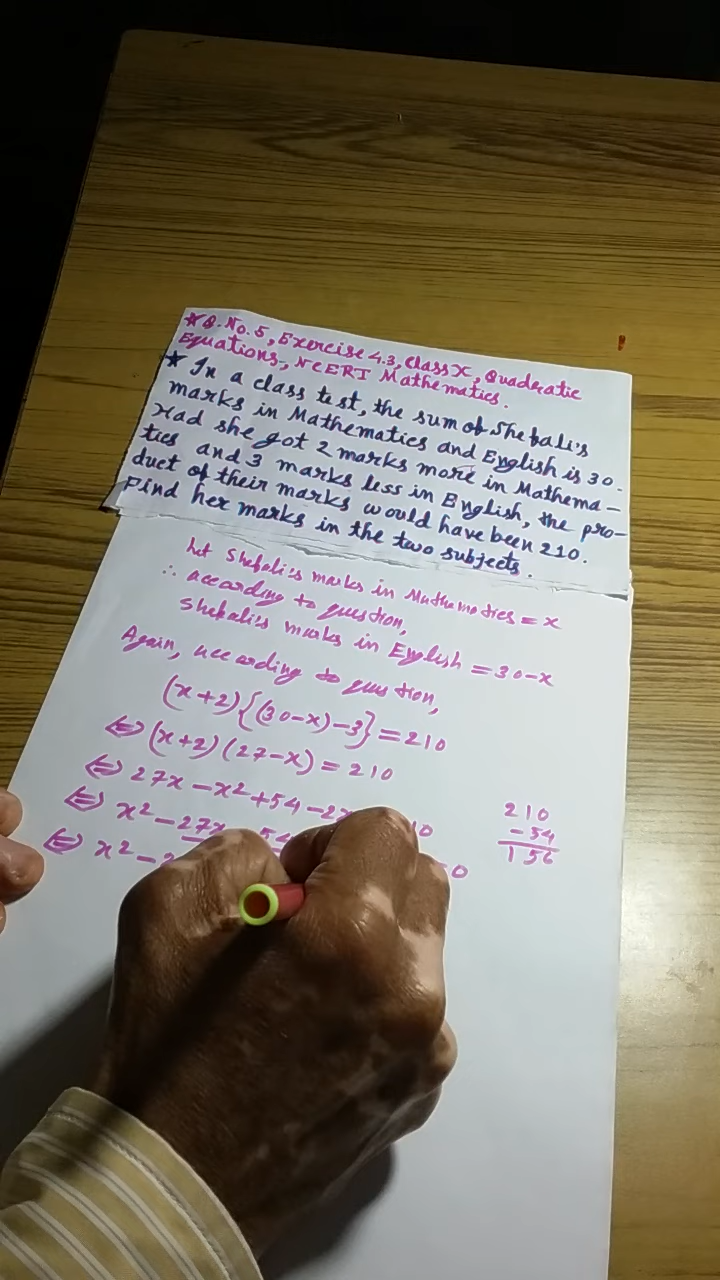 ★Q.No.5, Exercise 4.3, Class X, Quadratic
Equations, NCERT Mathematics.
★ In a class test, the sum of Shefali's
marks in Mathematics and English is 30.
Had she got 2 marks more in Mathema-
tics and 3 marks less in English, the pro-
duct of their marks would have been 210.
Find her marks in the two subjects.
Let Shefali's marks in Mathematics = x
∴ according to question,
Shefali's marks in English = 30-x
Again, according to question,
(x+2){(30-x)-3} = 210
⇔ (x+2)(27-x) = 210
⇔ 27x - x² + 54 - 2x
⇔ x² - 27x 54
⇔ x² - 2
210
-54
156